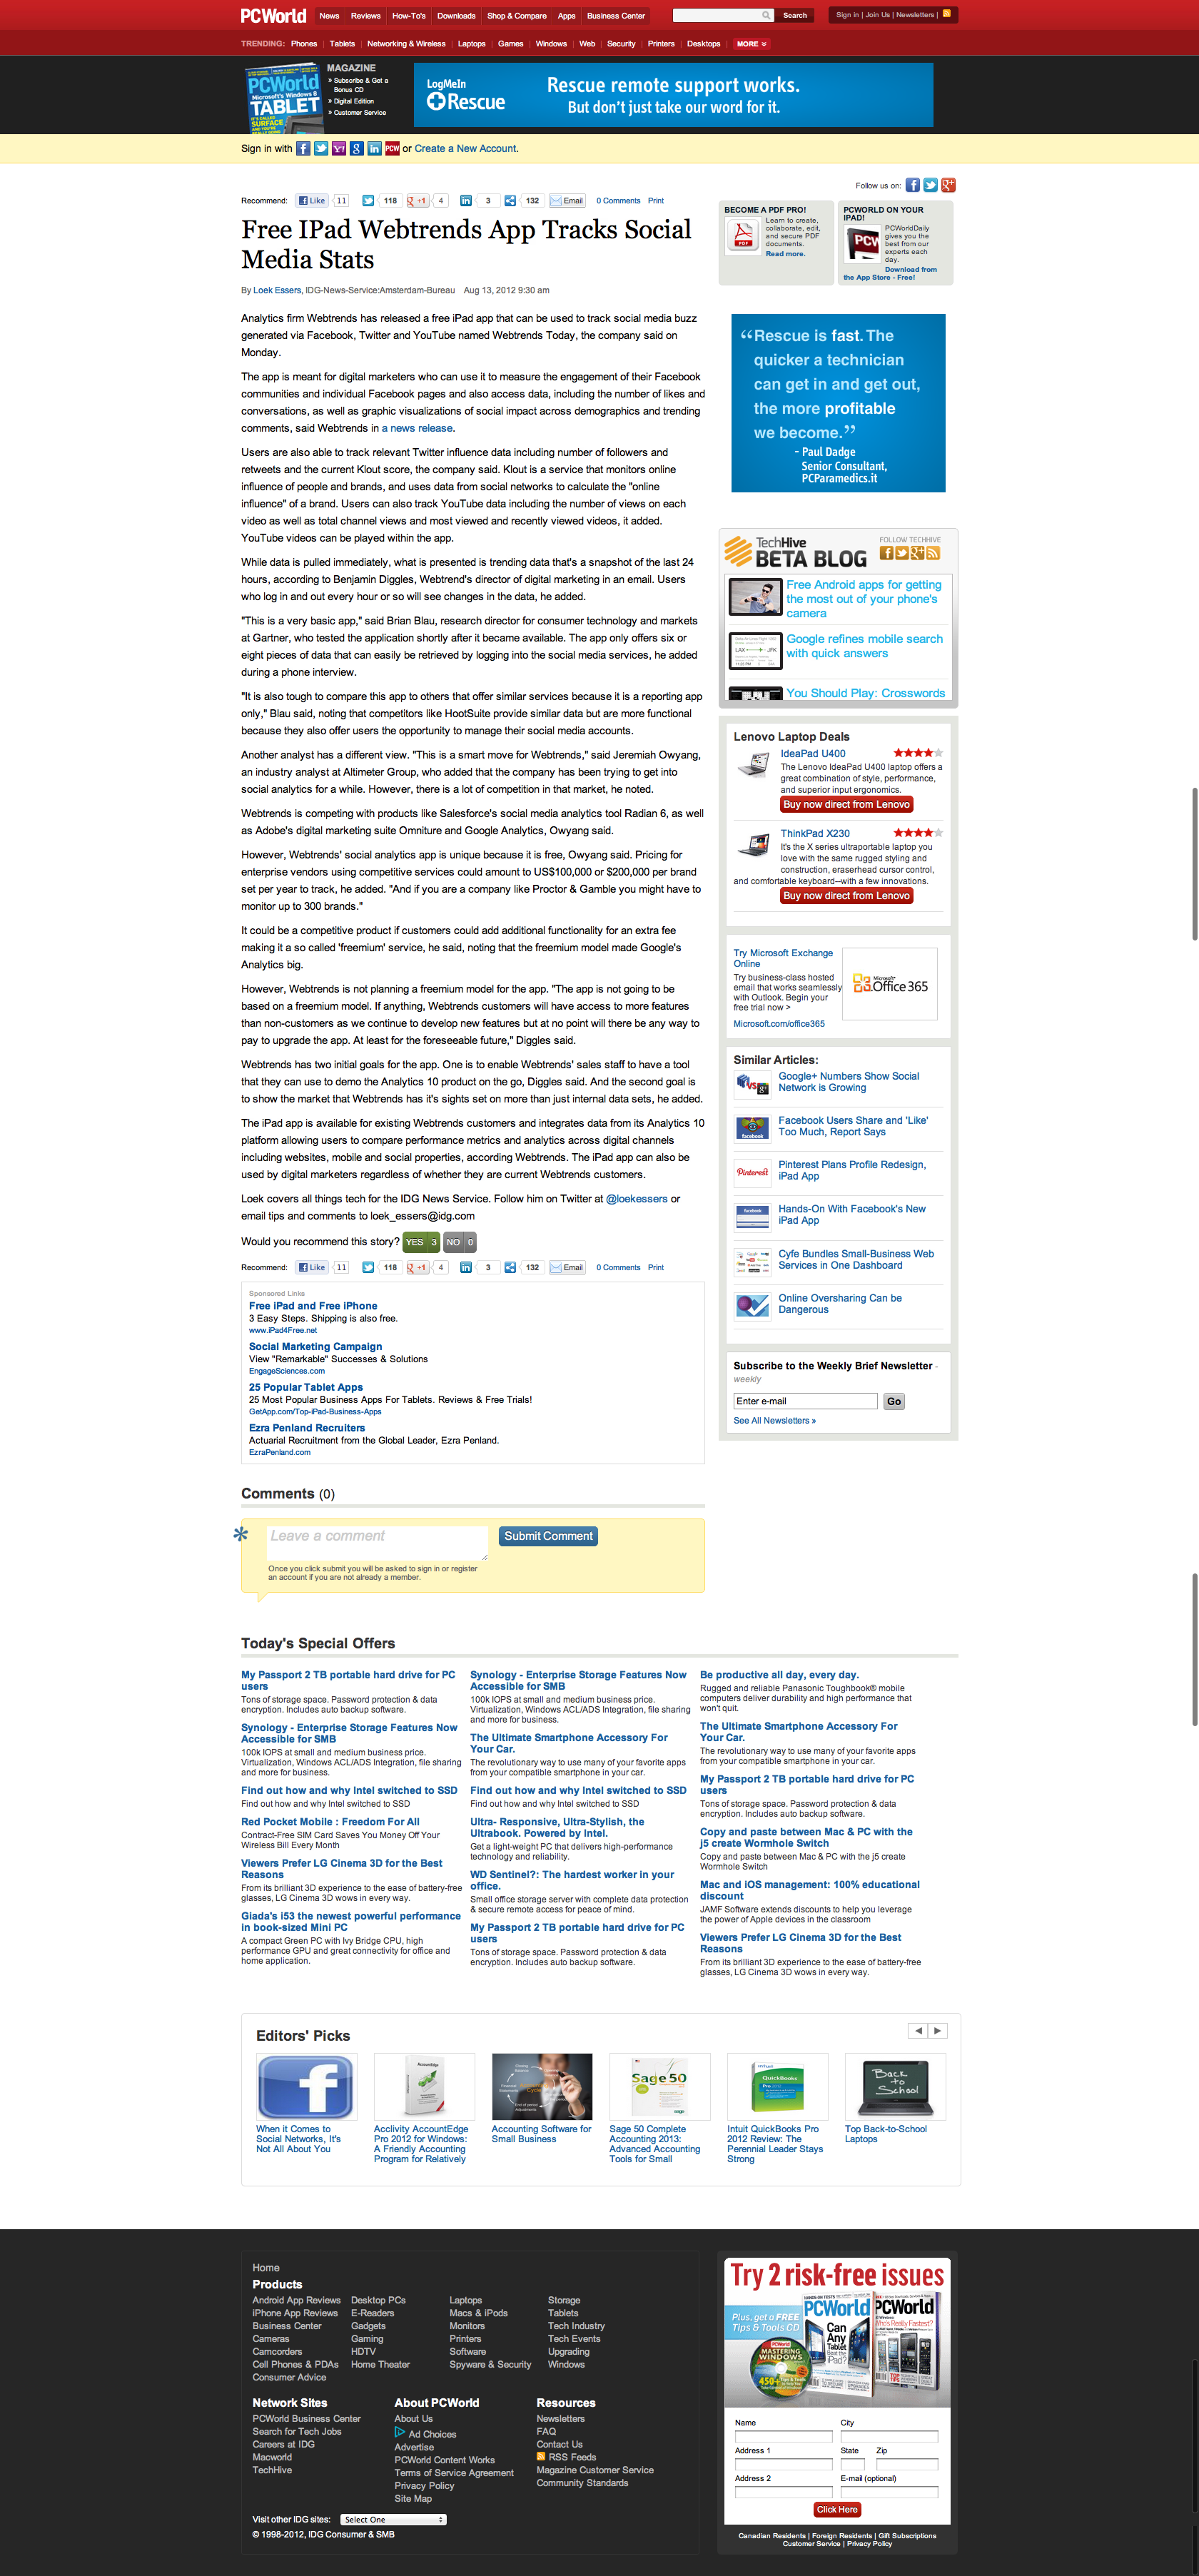 PCWorld
News Reviews How-To's Downloads Shop & Compare Apps Business Center
Search
Sign in | Join Us | Newsletters |
TRENDING: Phones | Tablets | Networking & Wireless | Laptops | Games | Windows | Web | Security | Printers | Desktops MORE
PCWorld
TABLET
SURFACE
MAGAZINE
» Subscribe & Get a
Bonus CD
» Digital Edition
» Customer Service
LogMeIn
Rescue
Rescue remote support works.
But don't just take our word for it.
Sign in with or Create a New Account.
Follow us on:
Recommend: Like 11 118 +1 4 3 132 Email 0 Comments Print
Free IPad Webtrends App Tracks Social
Media Stats
By Loek Essers, IDG-News-Service:Amsterdam-Bureau Aug 13, 2012 9:30 am
Analytics firm Webtrends has released a free iPad app that can be used to track social media buzz
generated via Facebook, Twitter and YouTube named Webtrends Today, the company said on
Monday.
The app is meant for digital marketers who can use it to measure the engagement of their Facebook
communities and individual Facebook pages and also access data, including the number of likes and
conversations, as well as graphic visualizations of social impact across demographics and trending
comments, said Webtrends in a news release.
Users are also able to track relevant Twitter influence data including number of followers and
retweets and the current Klout score, the company said. Klout is a service that monitors online
influence of people and brands, and uses data from social networks to calculate the "online
influence" of a brand. Users can also track YouTube data including the number of views on each
video as well as total channel views and most viewed and recently viewed videos, it added.
YouTube videos can be played within the app.
While data is pulled immediately, what is presented is trending data that's a snapshot of the last 24
hours, according to Benjamin Diggles, Webtrend's director of digital marketing in an email. Users
who log in and out every hour or so will see changes in the data, he added.
"This is a very basic app," said Brian Blau, research director for consumer technology and markets
at Gartner, who tested the application shortly after it became available. The app only offers six or
eight pieces of data that can easily be retrieved by logging into the social media services, he added
during a phone interview.
"It is also tough to compare this app to others that offer similar services because it is a reporting app
only," Blau said, noting that competitors like HootSuite provide similar data but are more functional
because they also offer users the opportunity to manage their social media accounts.
Another analyst has a different view. "This is a smart move for Webtrends," said Jeremiah Owyang,
an industry analyst at Altimeter Group, who added that the company has been trying to get into
social analytics for a while. However, there is a lot of competition in that market, he noted.
Webtrends is competing with products like Salesforce's social media analytics tool Radian 6, as well
as Adobe's digital marketing suite Omniture and Google Analytics, Owyang said.
However, Webtrends' social analytics app is unique because it is free, Owyang said. Pricing for
enterprise vendors using competitive services could amount to US$100,000 or $200,000 per brand
set per year to track, he added. "And if you are a company like Proctor & Gamble you might have to
monitor up to 300 brands."
It could be a competitive product if customers could add additional functionality for an extra fee
making it a so called 'freemium' service, he said, noting that the freemium model made Google's
Analytics big.
However, Webtrends is not planning a freemium model for the app. "The app is not going to be
based on a freemium model. If anything, Webtrends customers will have access to more features
than non-customers as we continue to develop new features but at no point will there be any way to
pay to upgrade the app. At least for the foreseeable future," Diggles said.
Webtrends has two initial goals for the app. One is to enable Webtrends' sales staff to have a tool
that they can use to demo the Analytics 10 product on the go, Diggles said. And the second goal is
to show the market that Webtrends has it's sights set on more than just internal data sets, he added.
The iPad app is available for existing Webtrends customers and integrates data from its Analytics 10
platform allowing users to compare performance metrics and analytics across digital channels
including websites, mobile and social properties, according Webtrends. The iPad app can also be
used by digital marketers regardless of whether they are current Webtrends customers.
Loek covers all things tech for the IDG News Service. Follow him on Twitter at @loekessers or
email tips and comments to loek_essers@idg.com
Would you recommend this story? YES 3 NO 0
Recommend: Like 11 118 +1 4 3 132 Email 0 Comments Print
Sponsored Links
Free iPad and Free iPhone
3 Easy Steps. Shipping is also free.
www.iPad4Free.net
Social Marketing Campaign
View "Remarkable" Successes & Solutions
EngageSciences.com
25 Popular Tablet Apps
25 Most Popular Business Apps For Tablets. Reviews & Free Trials!
GetApp.com/Top-iPad-Business-Apps
Ezra Penland Recruiters
Actuarial Recruitment from the Global Leader, Ezra Penland.
EzraPenland.com
BECOME A PDF PRO!
Learn to create,
collaborate, edit,
and secure PDF
documents.
Read more.
PCWORLD ON YOUR
IPAD!
PCWorldDaily
gives you the
best from our
experts each
day.
Download from
the App Store - Free!
“Rescue is fast. The
quicker a technician
can get in and get out,
the more profitable
we become.”
- Paul Dadge
Senior Consultant,
PCParamedics.it
TechHive
BETA BLOG
FOLLOW TECHHIVE
Free Android apps for getting
the most out of your phone's
camera
LAX JFK
Google refines mobile search
with quick answers
You Should Play: Crosswords
Lenovo Laptop Deals
IdeaPad U400
The Lenovo IdeaPad U400 laptop offers a
great combination of style, performance,
and superior input ergonomics.
Buy now direct from Lenovo
ThinkPad X230
It's the X series ultraportable laptop you
love with the same rugged styling and
construction, eraserhead cursor control,
and comfortable keyboard--with a few innovations.
Buy now direct from Lenovo
Try Microsoft Exchange
Online
Try business-class hosted
email that works seamlessly
with Outlook. Begin your
free trial now >
Microsoft.com/office365
Microsoft
Office 365
Similar Articles:
Google+ Numbers Show Social
Network is Growing
Facebook Users Share and 'Like'
Too Much, Report Says
Pinterest
Pinterest Plans Profile Redesign,
iPad App
Hands-On With Facebook's New
iPad App
Cyfe Bundles Small-Business Web
Services in One Dashboard
Online Oversharing Can be
Dangerous
Subscribe to the Weekly Brief Newsletter -
weekly
Enter e-mail Go
See All Newsletters »
Comments (0)
Leave a comment
Submit Comment
Once you click submit you will be asked to sign in or register
an account if you are not already a member.
Today's Special Offers
My Passport 2 TB portable hard drive for PC
users
Tons of storage space. Password protection & data
encryption. Includes auto backup software.
Synology - Enterprise Storage Features Now
Accessible for SMB
100k IOPS at small and medium business price.
Virtualization, Windows ACL/ADS Integration, file sharing
and more for business.
Find out how and why Intel switched to SSD
Find out how and why Intel switched to SSD
Red Pocket Mobile : Freedom For All
Contract-Free SIM Card Saves You Money Off Your
Wireless Bill Every Month
Viewers Prefer LG Cinema 3D for the Best
Reasons
From its brilliant 3D experience to the ease of battery-free
glasses, LG Cinema 3D wows in every way.
Giada's i53 the newest powerful performance
in book-sized Mini PC
A compact Green PC with Ivy Bridge CPU, high
performance GPU and great connectivity for office and
home application.
Synology - Enterprise Storage Features Now
Accessible for SMB
100k IOPS at small and medium business price.
Virtualization, Windows ACL/ADS Integration, file sharing
and more for business.
The Ultimate Smartphone Accessory For
Your Car.
The revolutionary way to use many of your favorite apps
from your compatible smartphone in your car.
Find out how and why Intel switched to SSD
Find out how and why Intel switched to SSD
Ultra- Responsive, Ultra-Stylish, the
Ultrabook. Powered by Intel.
Get a light-weight PC that delivers high-performance
technology and reliability.
WD Sentinel?: The hardest worker in your
office.
Small office storage server with complete data protection
& secure remote access for peace of mind.
My Passport 2 TB portable hard drive for PC
users
Tons of storage space. Password protection & data
encryption. Includes auto backup software.
Be productive all day, every day.
Rugged and reliable Panasonic Toughbook® mobile
computers deliver durability and high performance that
won't quit.
The Ultimate Smartphone Accessory For
Your Car.
The revolutionary way to use many of your favorite apps
from your compatible smartphone in your car.
My Passport 2 TB portable hard drive for PC
users
Tons of storage space. Password protection & data
encryption. Includes auto backup software.
Copy and paste between Mac & PC with the
j5 create Wormhole Switch
Copy and paste between Mac & PC with the j5 create
Wormhole Switch
Mac and iOS management: 100% educational
discount
JAMF Software extends discounts to help you leverage
the power of Apple devices in the classroom
Viewers Prefer LG Cinema 3D for the Best
Reasons
From its brilliant 3D experience to the ease of battery-free
glasses, LG Cinema 3D wows in every way.
Editors' Picks
When it Comes to
Social Networks, It's
Not All About You
Acclivity AccountEdge
Pro 2012 for Windows:
A Friendly Accounting
Program for Relatively
Accounting Software for
Small Business
Sage 50
Sage 50 Complete
Accounting 2013:
Advanced Accounting
Tools for Small
QuickBooks
Intuit QuickBooks Pro
2012 Review: The
Perennial Leader Stays
Strong
Back
to
School
Top Back-to-School
Laptops
Home
Products
Android App Reviews Desktop PCs Laptops Storage
iPhone App Reviews E-Readers Macs & iPods Tablets
Business Center Gadgets Monitors Tech Industry
Cameras Gaming Printers Tech Events
Camcorders HDTV Software Upgrading
Cell Phones & PDAs Home Theater Spyware & Security Windows
Consumer Advice
Network Sites
PCWorld Business Center
Search for Tech Jobs
Careers at IDG
Macworld
TechHive
About PCWorld
About Us
Ad Choices
Advertise
PCWorld Content Works
Terms of Service Agreement
Privacy Policy
Site Map
Resources
Newsletters
FAQ
Contact Us
RSS Feeds
Magazine Customer Service
Community Standards
Visit other IDG sites: Select One
© 1998-2012, IDG Consumer & SMB
Try 2 risk-free issues
Plus, get a FREE
Tips & Tools CD
PCWorld
PCWorld
Can
Any
Tablet
Beat the
iPad?
MASTERING
WINDOWS
450+
Name City
Address 1 State Zip
Address 2 E-mail (optional)
Click Here
Canadian Residents | Foreign Residents | Gift Subscriptions
Customer Service | Privacy Policy